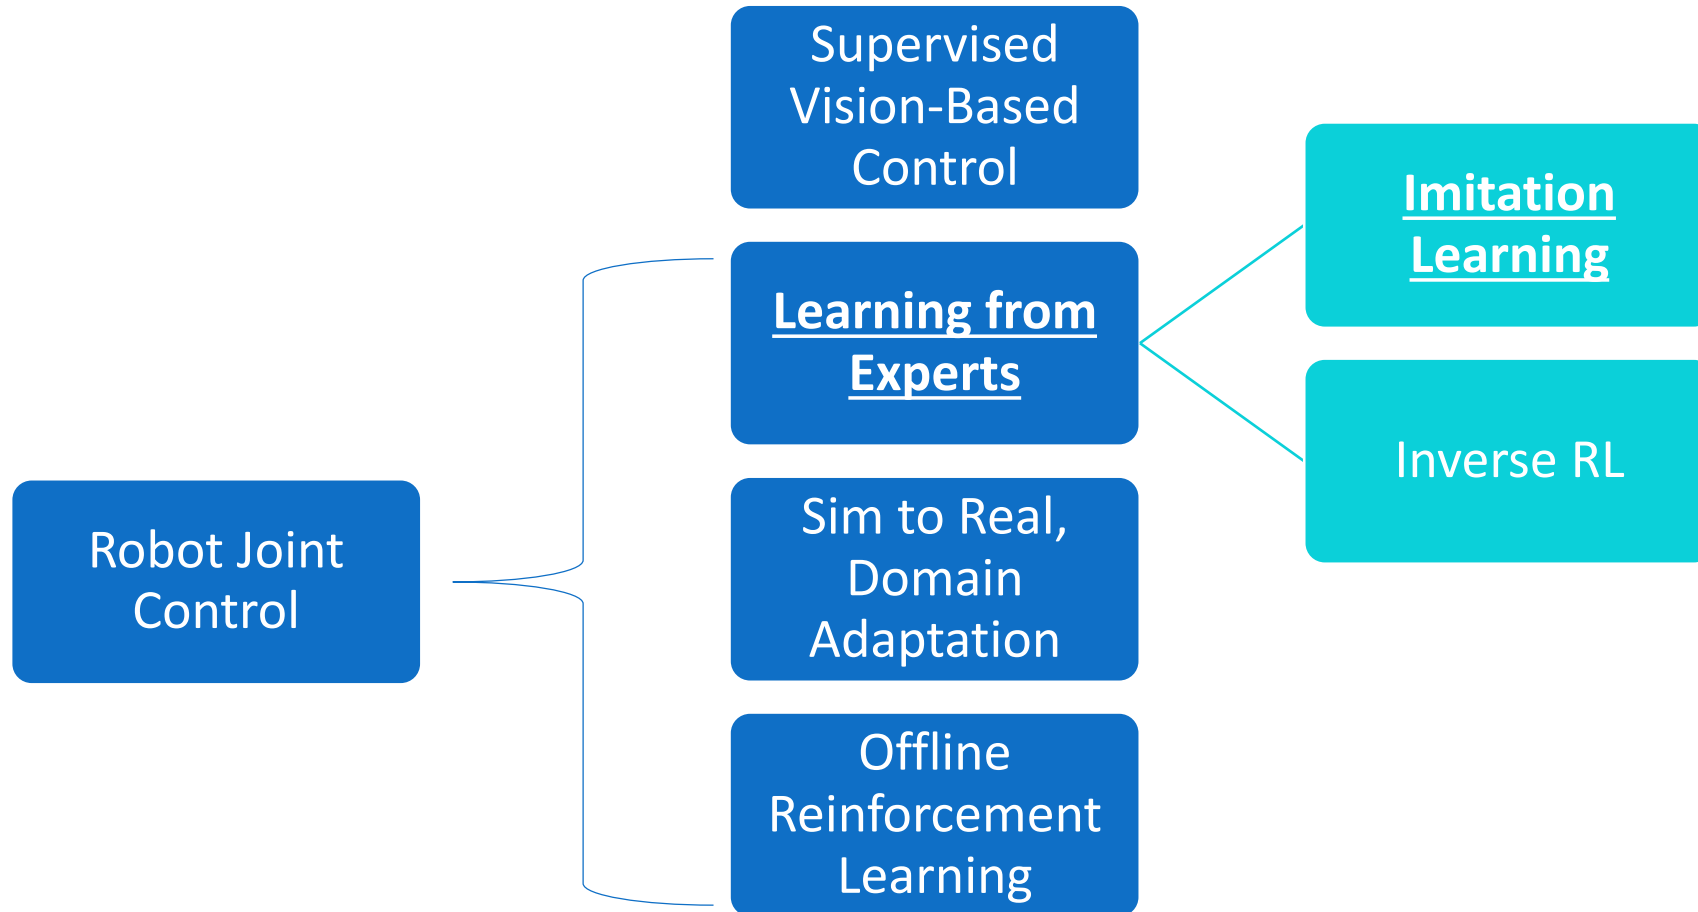 Robot Joint
Control
Supervised
Vision-Based
Control
Learning from
Experts
Sim to Real,
Domain
Adaptation
Offline
Reinforcement
Learning
Imitation
Learning
Inverse RL